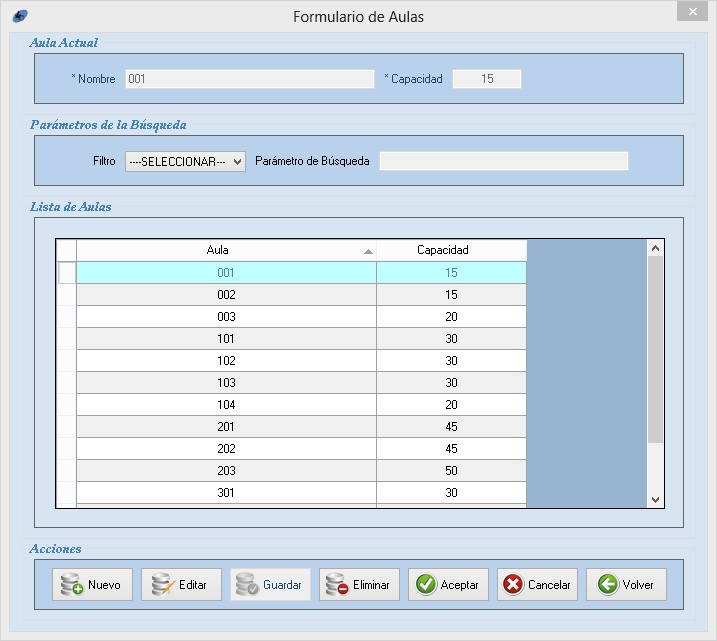 Formulario de Aulas
Aula Actual
* Nombre 001 * Capacidad 15
Parámetros de la Búsqueda
Filtro ----SELECCIONAR--- Parámetro de Búsqueda
Lista de Aulas
Aula Capacidad
001 15
002 15
003 20
101 30
102 30
103 30
104 20
201 45
202 45
203 50
301 30
Acciones
Nuevo Editar Guardar Eliminar Aceptar Cancelar Volver